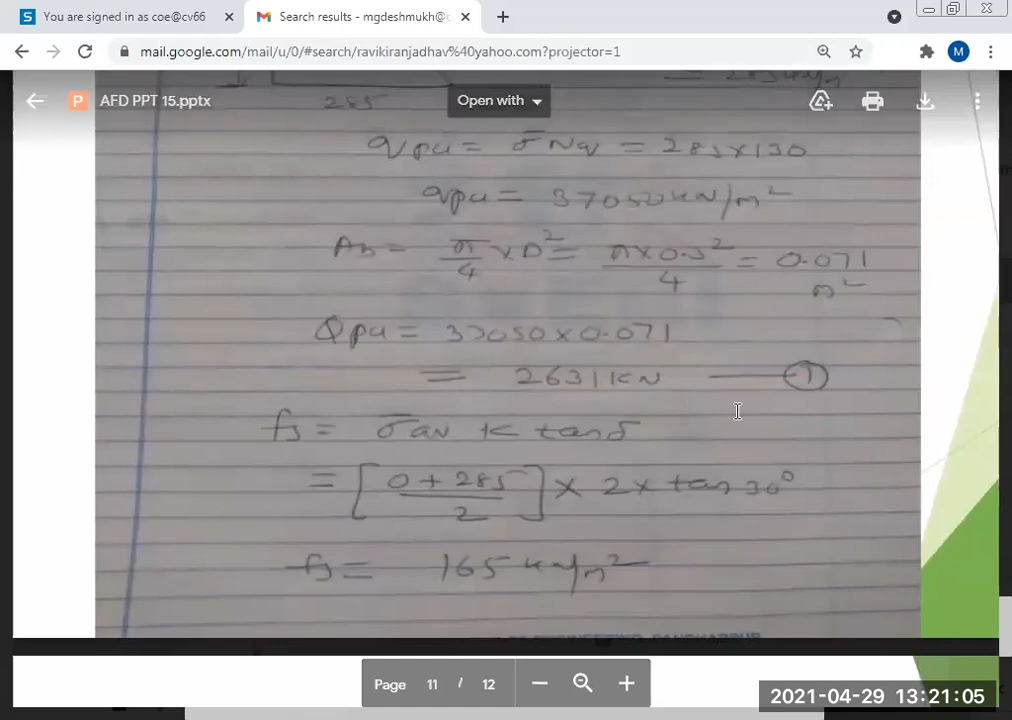 You are signed in as coe@cv66
Search results - mgdeshmukh@c
mail.google.com/mail/u/0/#search/ravikiranjadhav%40yahoo.com?projector=1
M
AFD PPT 15.pptx
Open with
285
qpu = σ̄ Nq = 285×130
qpu = 37050 kN/m²
Ab = π/4 × D² = π×0.3²/4 = 0.071 m²
Qpu = 37050×0.071
= 2631 KN — ①
fs = σ̄av K tanδ
= [0+285/2] × 2 × tan 30°
fs = 165 kN/m²
Page 11 / 12
2021-04-29 13:21:05